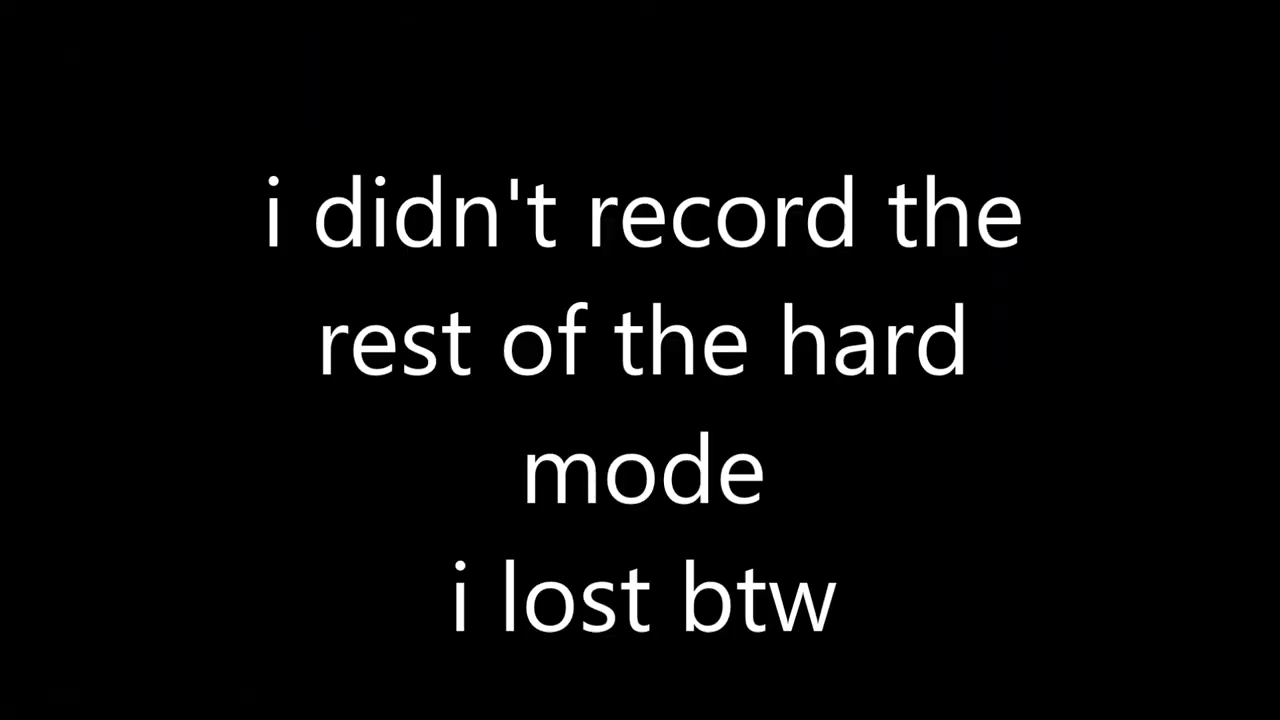 i didn't record the
rest of the hard
mode
i lost btw